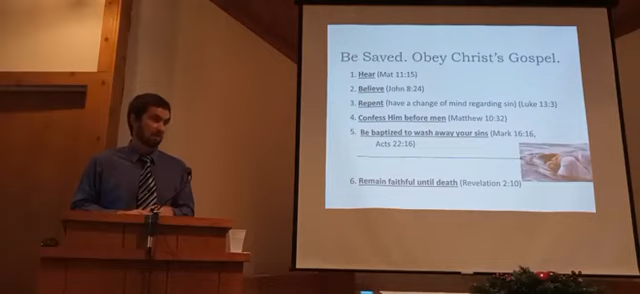 Be Saved. Obey Christ's Gospel.
1. Hear (Mat 11:15)
2. Believe (John 8:24)
3. Repent (have a change of mind regarding sin) (Luke 13:3)
4. Confess Him before men (Matthew 10:32)
5. Be baptized to wash away your sins (Mark 16:16,
Acts 22:16)
6. Remain faithful until death (Revelation 2:10)